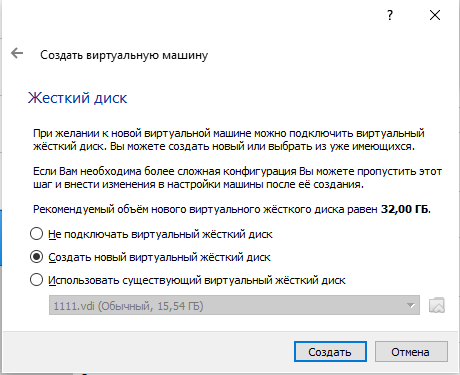 ?
Создать виртуальную машину
Жесткий диск
При желании к новой виртуальной машине можно подключить виртуальный
жёсткий диск. Вы можете создать новый или выбрать из уже имеющихся.
Если Вам необходима более сложная конфигурация Вы можете пропустить этот
шаг и внести изменения в настройки машины после её создания.
Рекомендуемый объём нового виртуального жёсткого диска равен 32,00 ГБ.
Не подключать виртуальный жёсткий диск
Создать новый виртуальный жёсткий диск
Использовать существующий виртуальный жёсткий диск
1111.vdi (Обычный, 15,54 ГБ)
Создать
Отмена